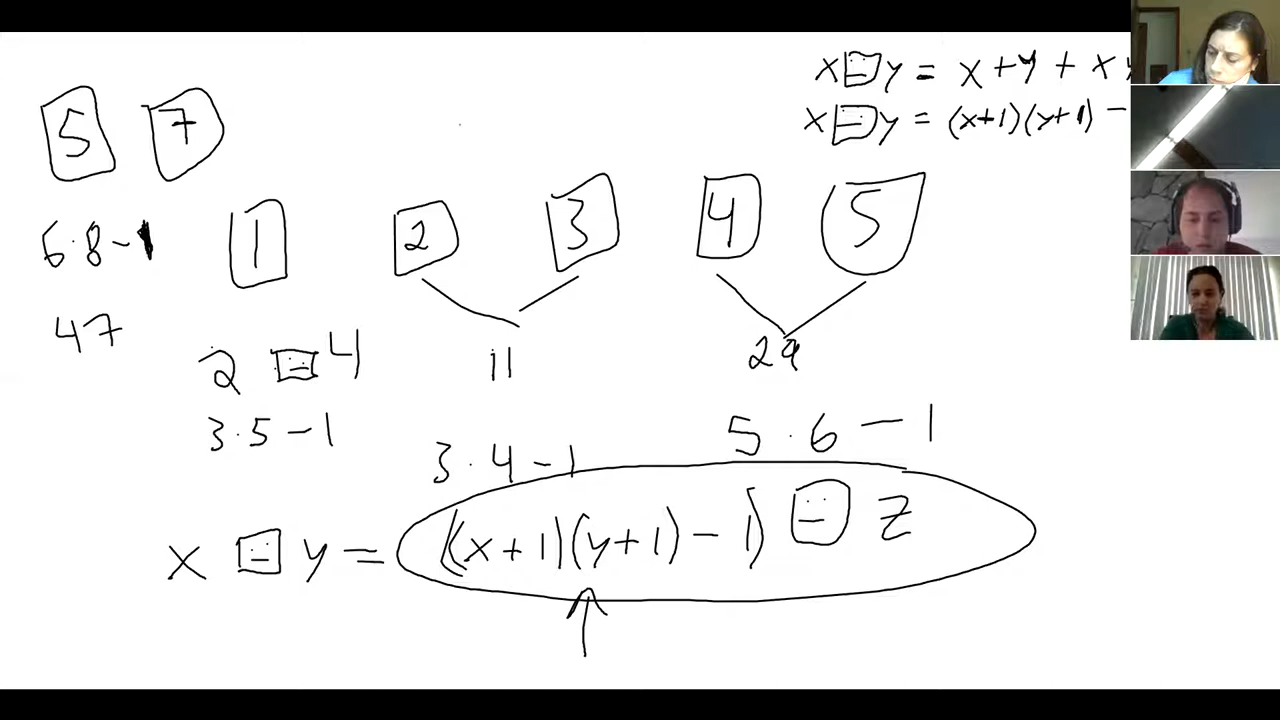 x ⊡ y = x + y + xy
x ⊡ y = (x+1)(y+1) -
5 7
1 2 3 4 5
6·8-1
47
2 ⊡ 4
11
29
3·5-1
3·4-1
5·6-1
x ⊡ y = ((x+1)(y+1)-1) ⊡ z